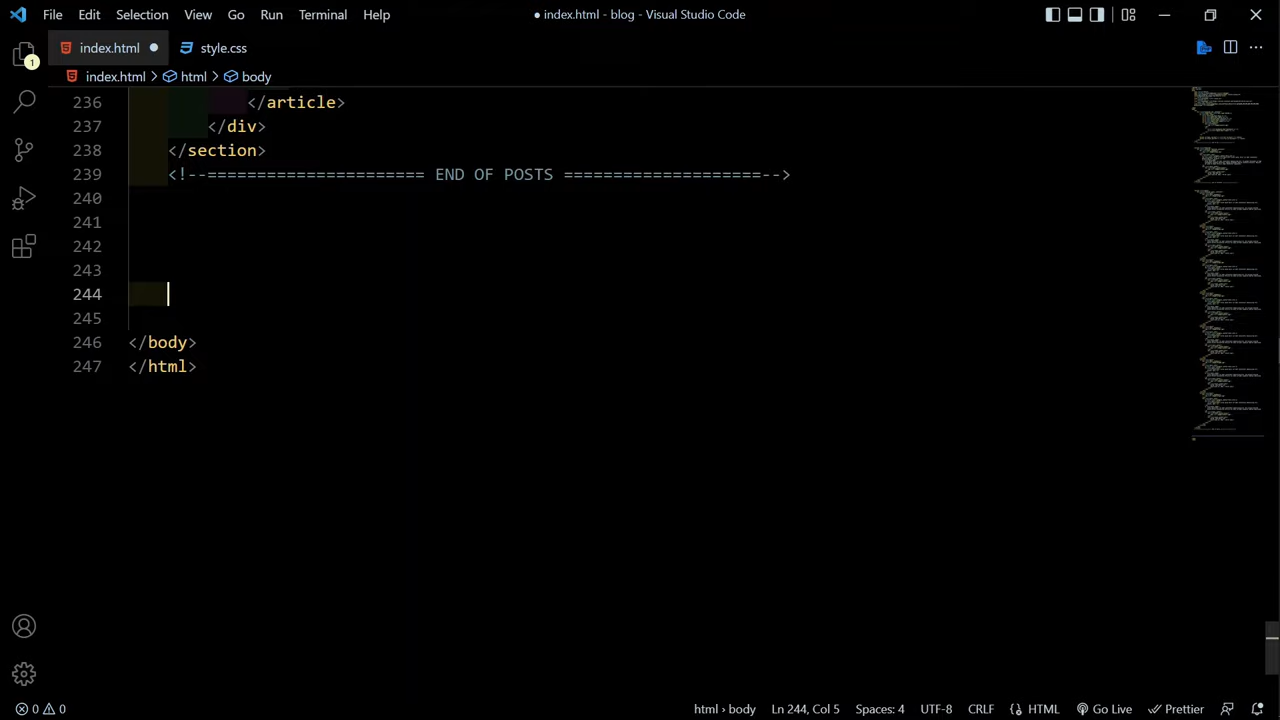 File Edit Selection View Go Run Terminal Help ● index.html - blog - Visual Studio Code
index.html ● style.css
index.html > html > body
236 </article>
237 </div>
238 </section>
239 <!--====================== END OF POSTS ====================-->
240
241
242
243
244
245
246 </body>
247 </html>
1
0 0 html › body Ln 244, Col 5 Spaces: 4 UTF-8 CRLF HTML Go Live Prettier